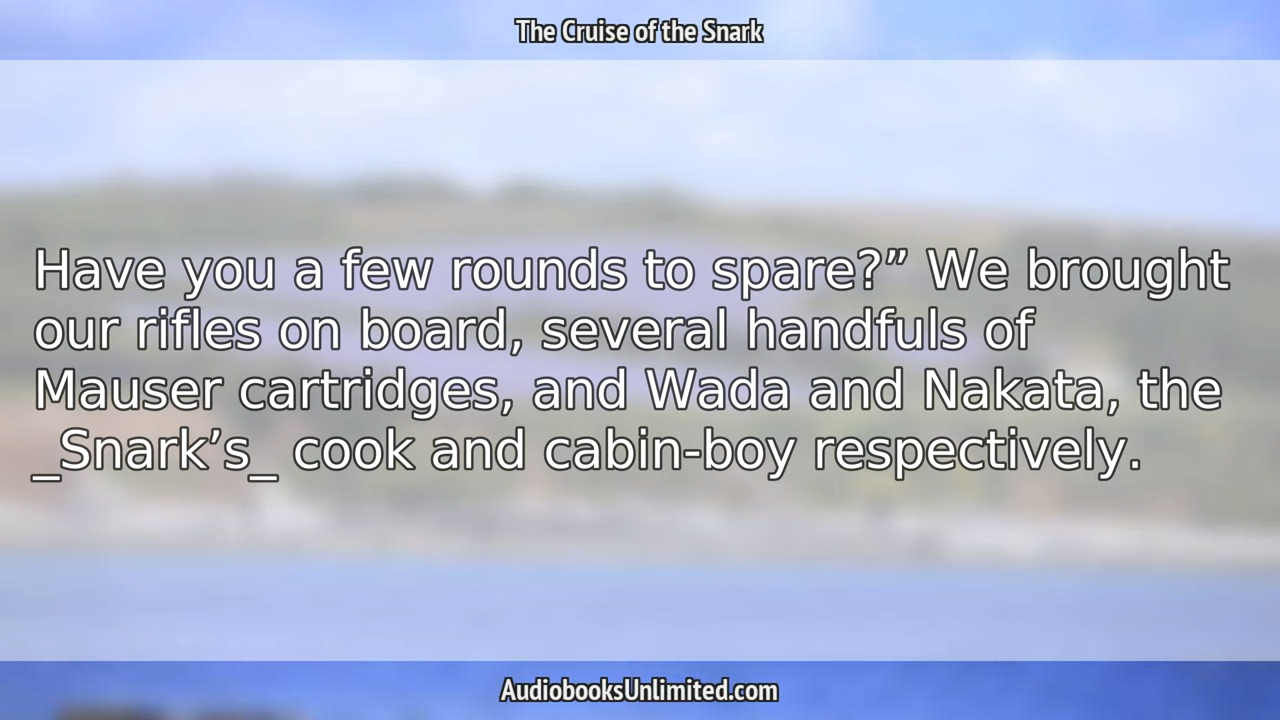 The Cruise of the Snark
Have you a few rounds to spare?” We brought
our rifles on board, several handfuls of
Mauser cartridges, and Wada and Nakata, the
_Snark’s_ cook and cabin-boy respectively.
AudiobooksUnlimited.com